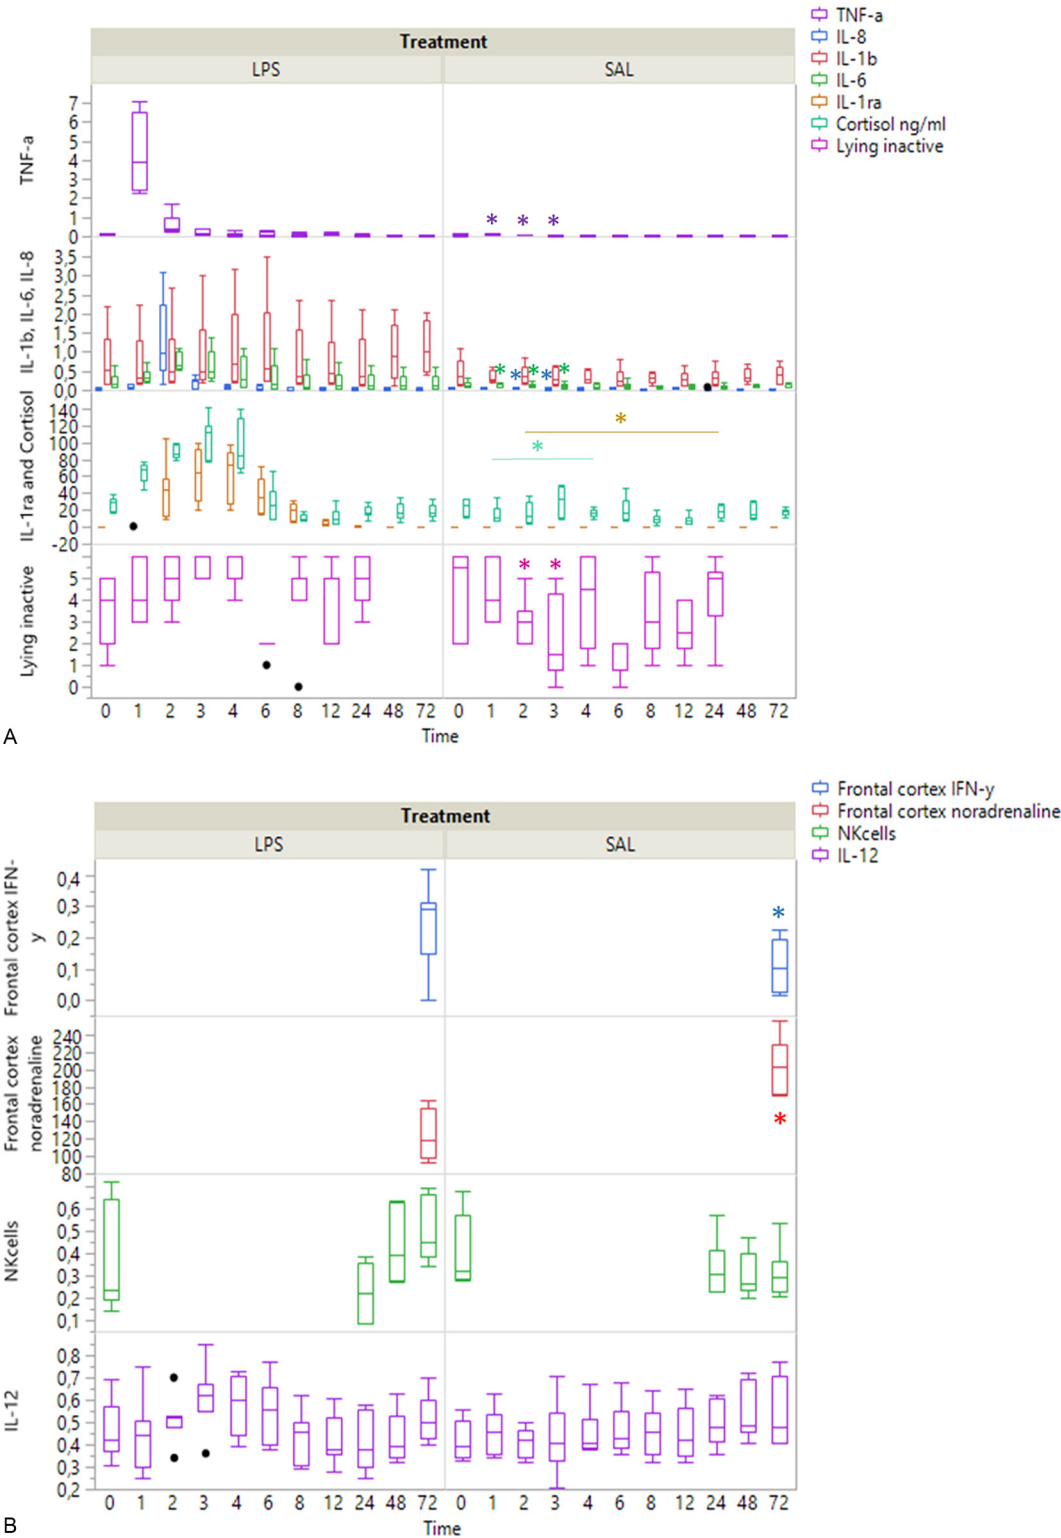 Treatment
LPS SAL
TNF-a
IL-8
IL-1b
IL-6
IL-1ra
Cortisol ng/ml
Lying inactive
TNF-a
7
6
5
4
3
2
1
0
* * *
IL-1b, IL-6, IL-8
3,5
3,0
2,5
2,0
1,5
1,0
0,5
0,0
* * * * *
IL-1ra and Cortisol
140
120
100
80
60
40
20
0
-20
*
*
Lying inactive
5
4
3
2
1
0
* *
0 1 2 3 4 6 8 12 24 48 72 0 1 2 3 4 6 8 12 24 48 72
Time
A
Treatment
LPS SAL
Frontal cortex IFN-y
Frontal cortex noradrenaline
NKcells
IL-12
Frontal cortex IFN-
y
0,4
0,3
0,2
0,1
0,0
*
Frontal cortex
noradrenaline
240
220
200
180
160
140
120
100
80
*
NKcells
0,6
0,5
0,4
0,3
0,2
0,1
IL-12
0,8
0,7
0,6
0,5
0,4
0,3
0,2
0 1 2 3 4 6 8 12 24 48 72 0 1 2 3 4 6 8 12 24 48 72
Time
B